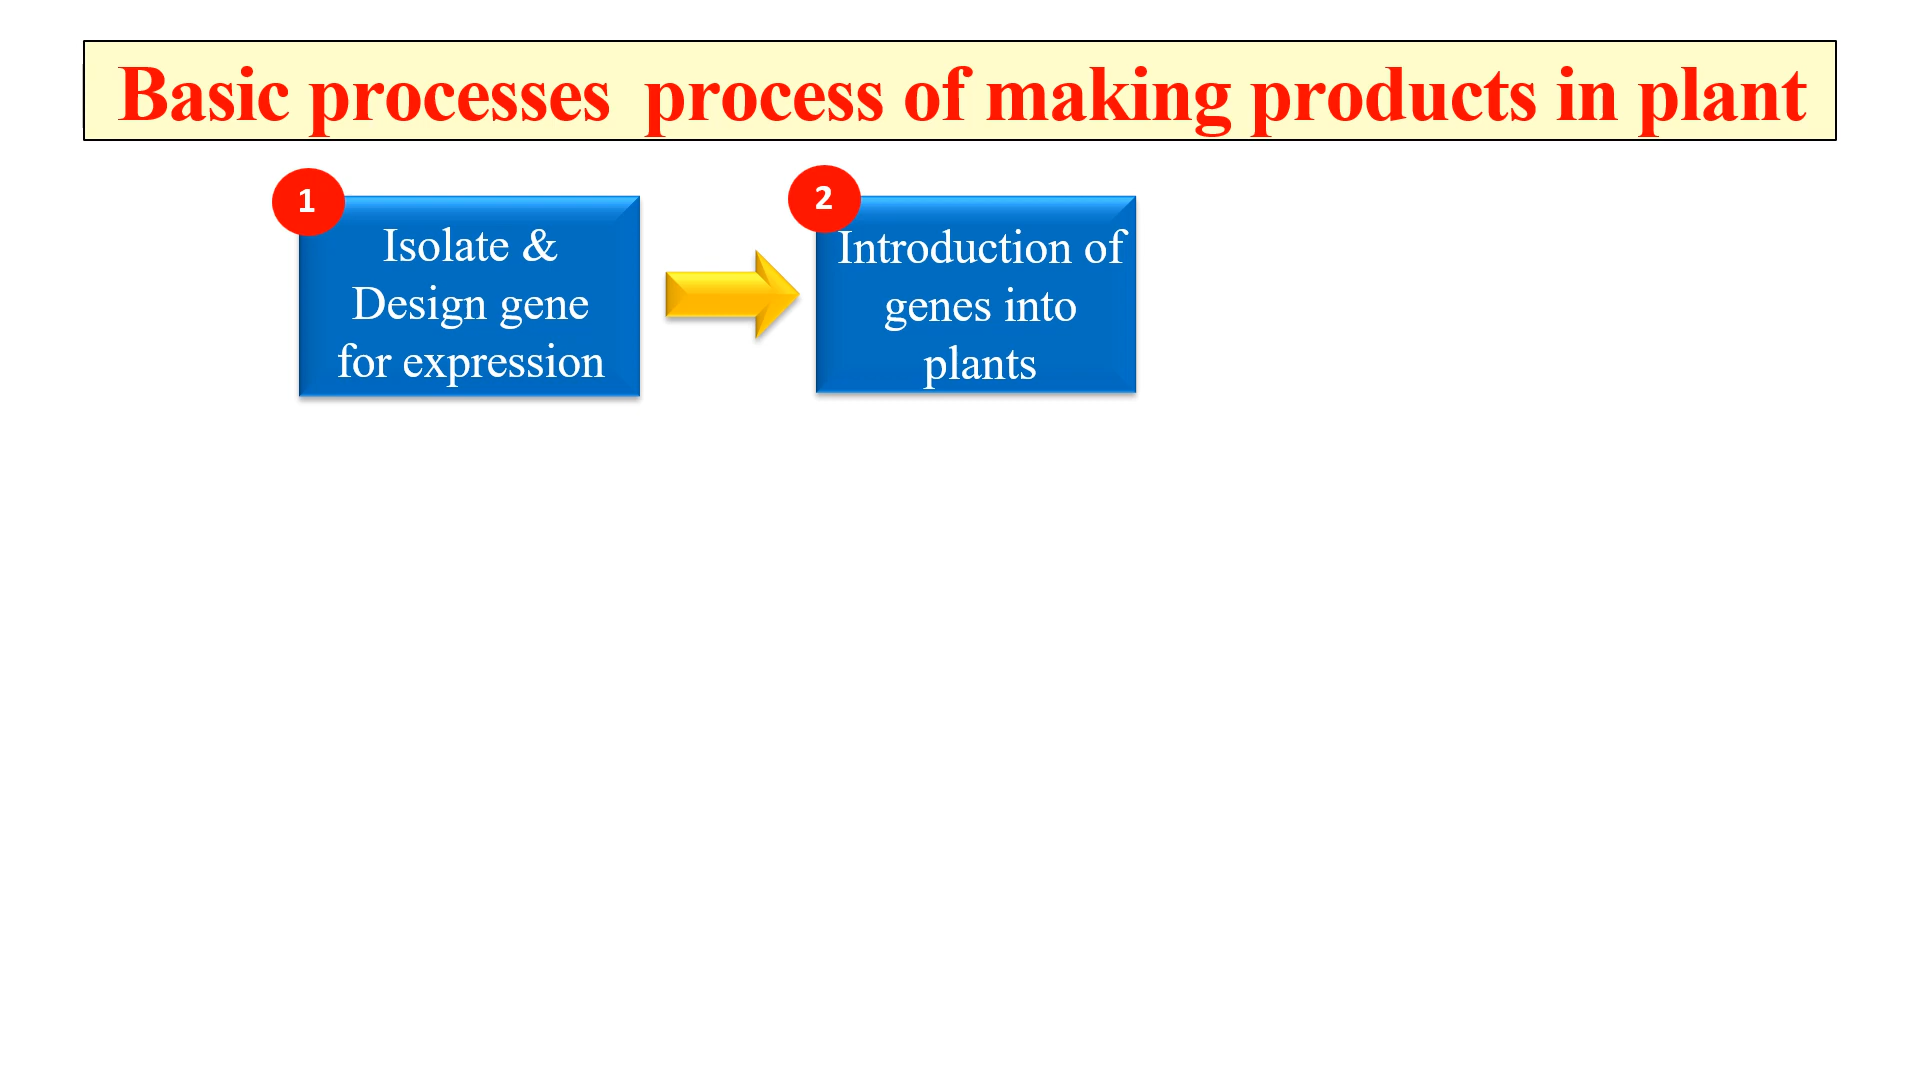 Basic processes  process of making products in plant
1
Isolate &
Design gene
for expression
2
Introduction of
genes into
plants